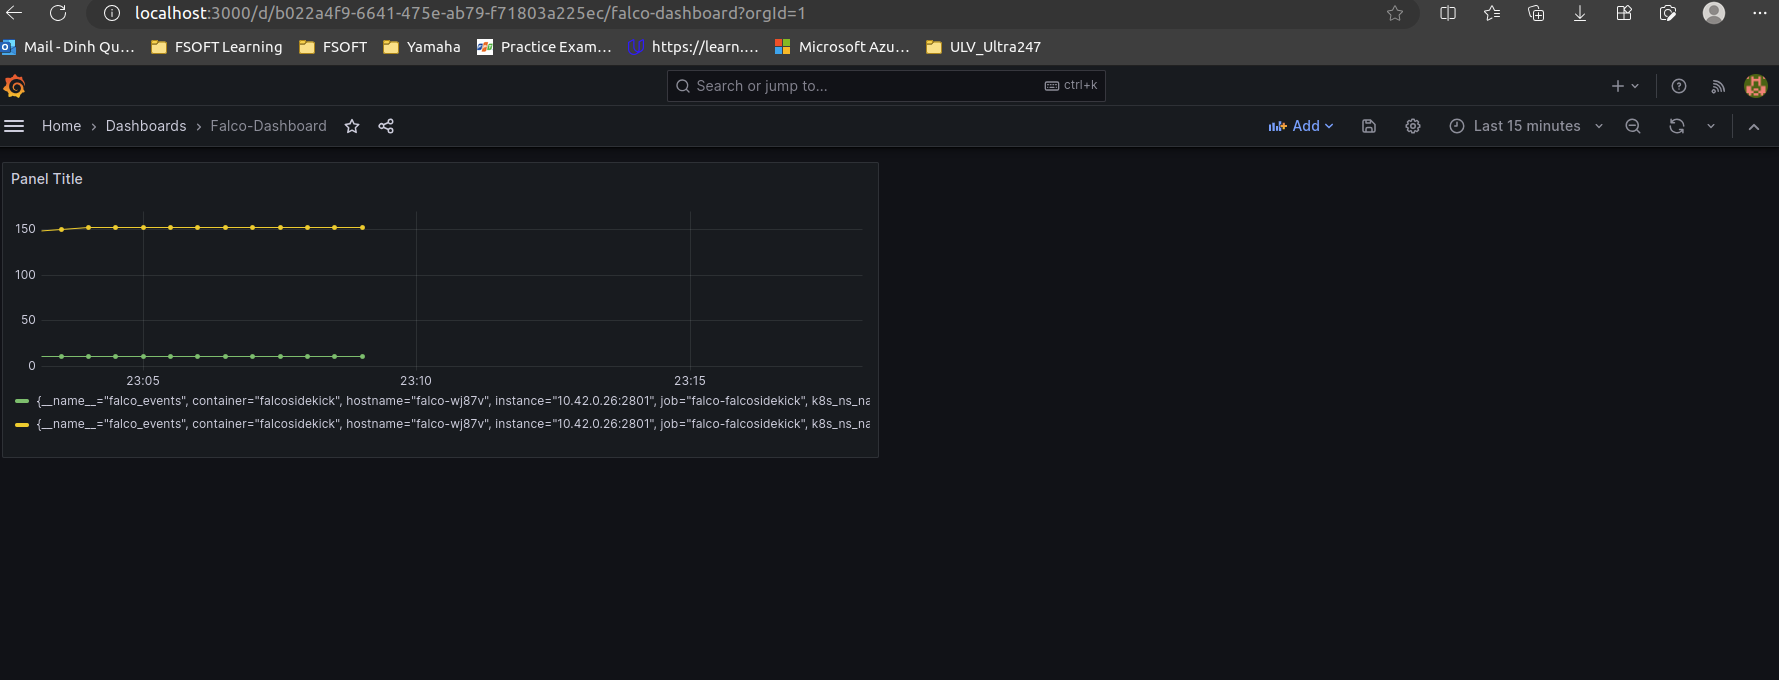 localhost:3000/d/b022a4f9-6641-475e-ab79-f71803a225ec/falco-dashboard?orgId=1
Mail - Dinh Qu... FSOFT Learning FSOFT Yamaha Practice Exam... https://learn.... Microsoft Azu... ULV_Ultra247
Search or jump to... ctrl+k
Home › Dashboards › Falco-Dashboard Add Last 15 minutes
Panel Title
150
100
50
0
23:05 23:10 23:15
{__name__="falco_events", container="falcosidekick", hostname="falco-wj87v", instance="10.42.0.26:2801", job="falco-falcosidekick", k8s_ns_na
{__name__="falco_events", container="falcosidekick", hostname="falco-wj87v", instance="10.42.0.26:2801", job="falco-falcosidekick", k8s_ns_na